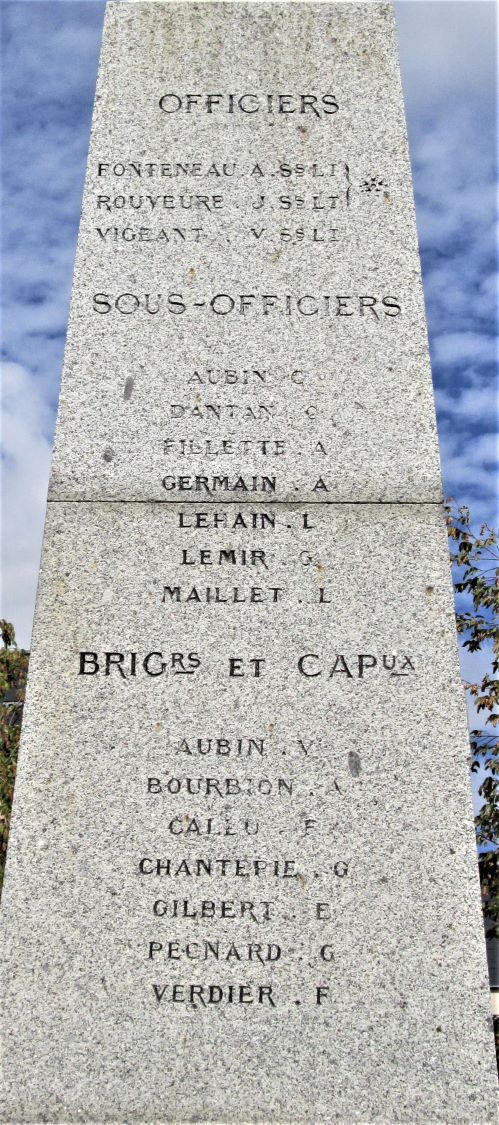 OFFICIERS
FONTENEAU . A . Ss LT
ROUVEURE . J . Ss LT
VIGEANT . V . Ss LT
SOUS-OFFICIERS
AUBIN . C
DANTAN .
FILLETTE . A
GERMAIN . A
LEHAIN . L
LEMIR . G
MAILLET . L
BRIGRS ET CAPUX
AUBIN . V
BOURBION . A
CALLU . F
CHANTEPIE . G
GILBERT . E
PECNARD . G
VERDIER . F